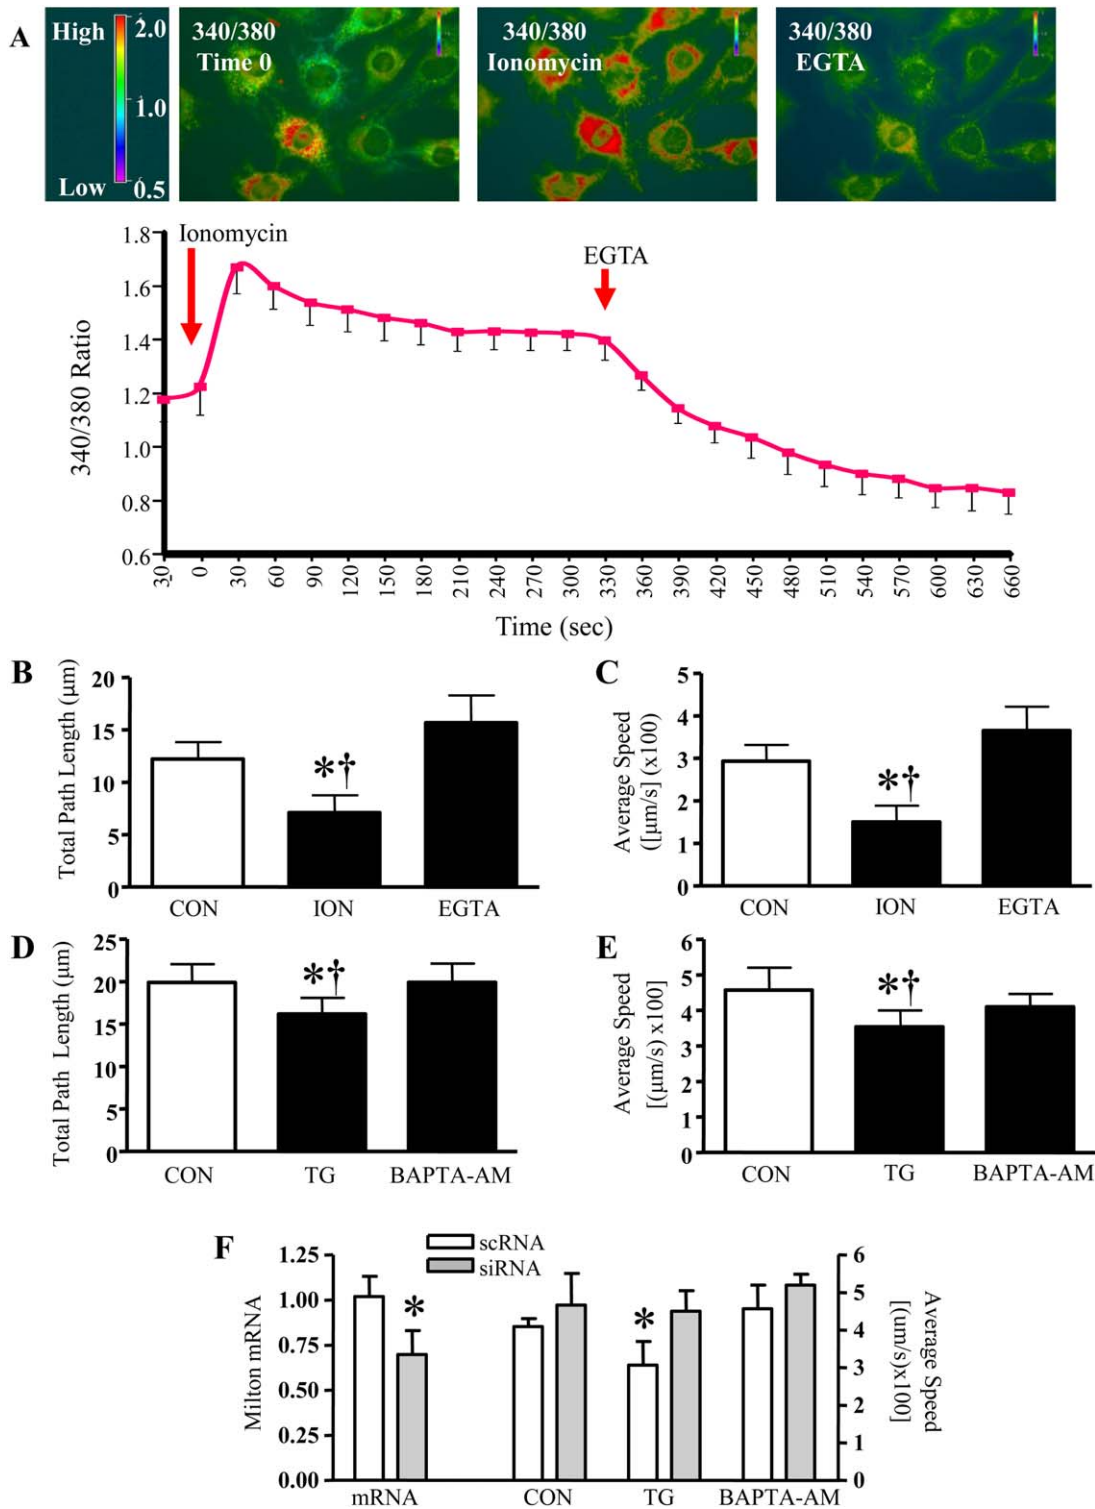 A
High
Low
2.0
1.0
0.5
340/380
Time 0
340/380
Ionomycin
340/380
EGTA
Ionomycin
EGTA
340/380 Ratio
1.8
1.6
1.4
1.2
1.0
0.8
0.6
30 0 30 60 90 120 150 180 210 240 270 300 330 360 390 420 450 480 510 540 570 600 630 660
Time (sec)
B
Total Path Length (µm)
20
15
10
5
0
*†
CON ION EGTA
C
Average Speed
([µm/s] (x100)
5
4
3
2
1
0
*†
CON ION EGTA
D
Total Path Length (µm)
25
20
15
10
5
0
*†
CON TG BAPTA-AM
E
Average Speed
[(µm/s) x100]
6
5
4
3
2
1
0
*†
CON TG BAPTA-AM
F
scRNA
siRNA
Milton mRNA
1.25
1.00
0.75
0.50
0.25
0.00
*
*
mRNA CON TG BAPTA-AM
6
5
4
3
2
1
0
Average Speed
[(um/s)x100]